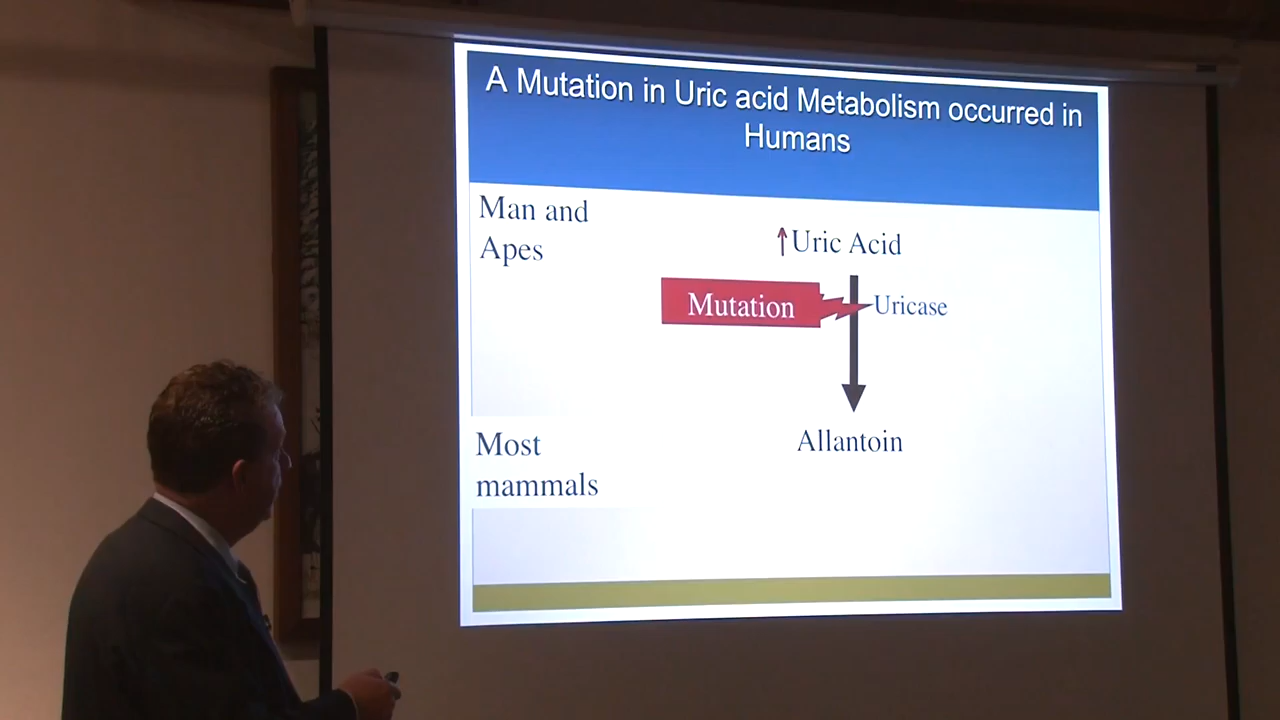 A Mutation in Uric acid Metabolism occurred in
Humans
Man and
Apes
↑Uric Acid
Mutation
Uricase
Allantoin
Most
mammals